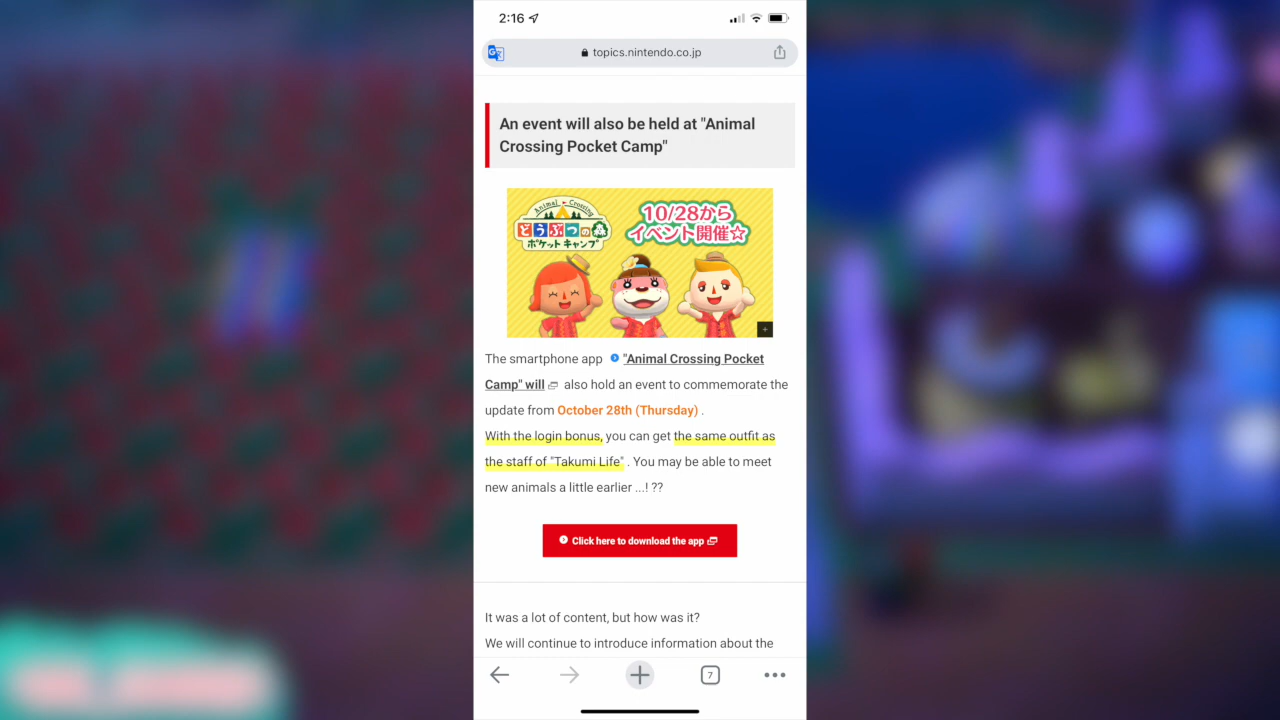 2:16
topics.nintendo.co.jp
An event will also be held at "Animal
Crossing Pocket Camp"
Animal Crossing
どうぶつの
ポケットキャンプ
10/28から
イベント開催☆
The smartphone app "Animal Crossing Pocket
Camp" will also hold an event to commemorate the
update from October 28th (Thursday) .
With the login bonus, you can get the same outfit as
the staff of "Takumi Life" . You may be able to meet
new animals a little earlier ...! ??
Click here to download the app
It was a lot of content, but how was it?
We will continue to introduce information about the
7